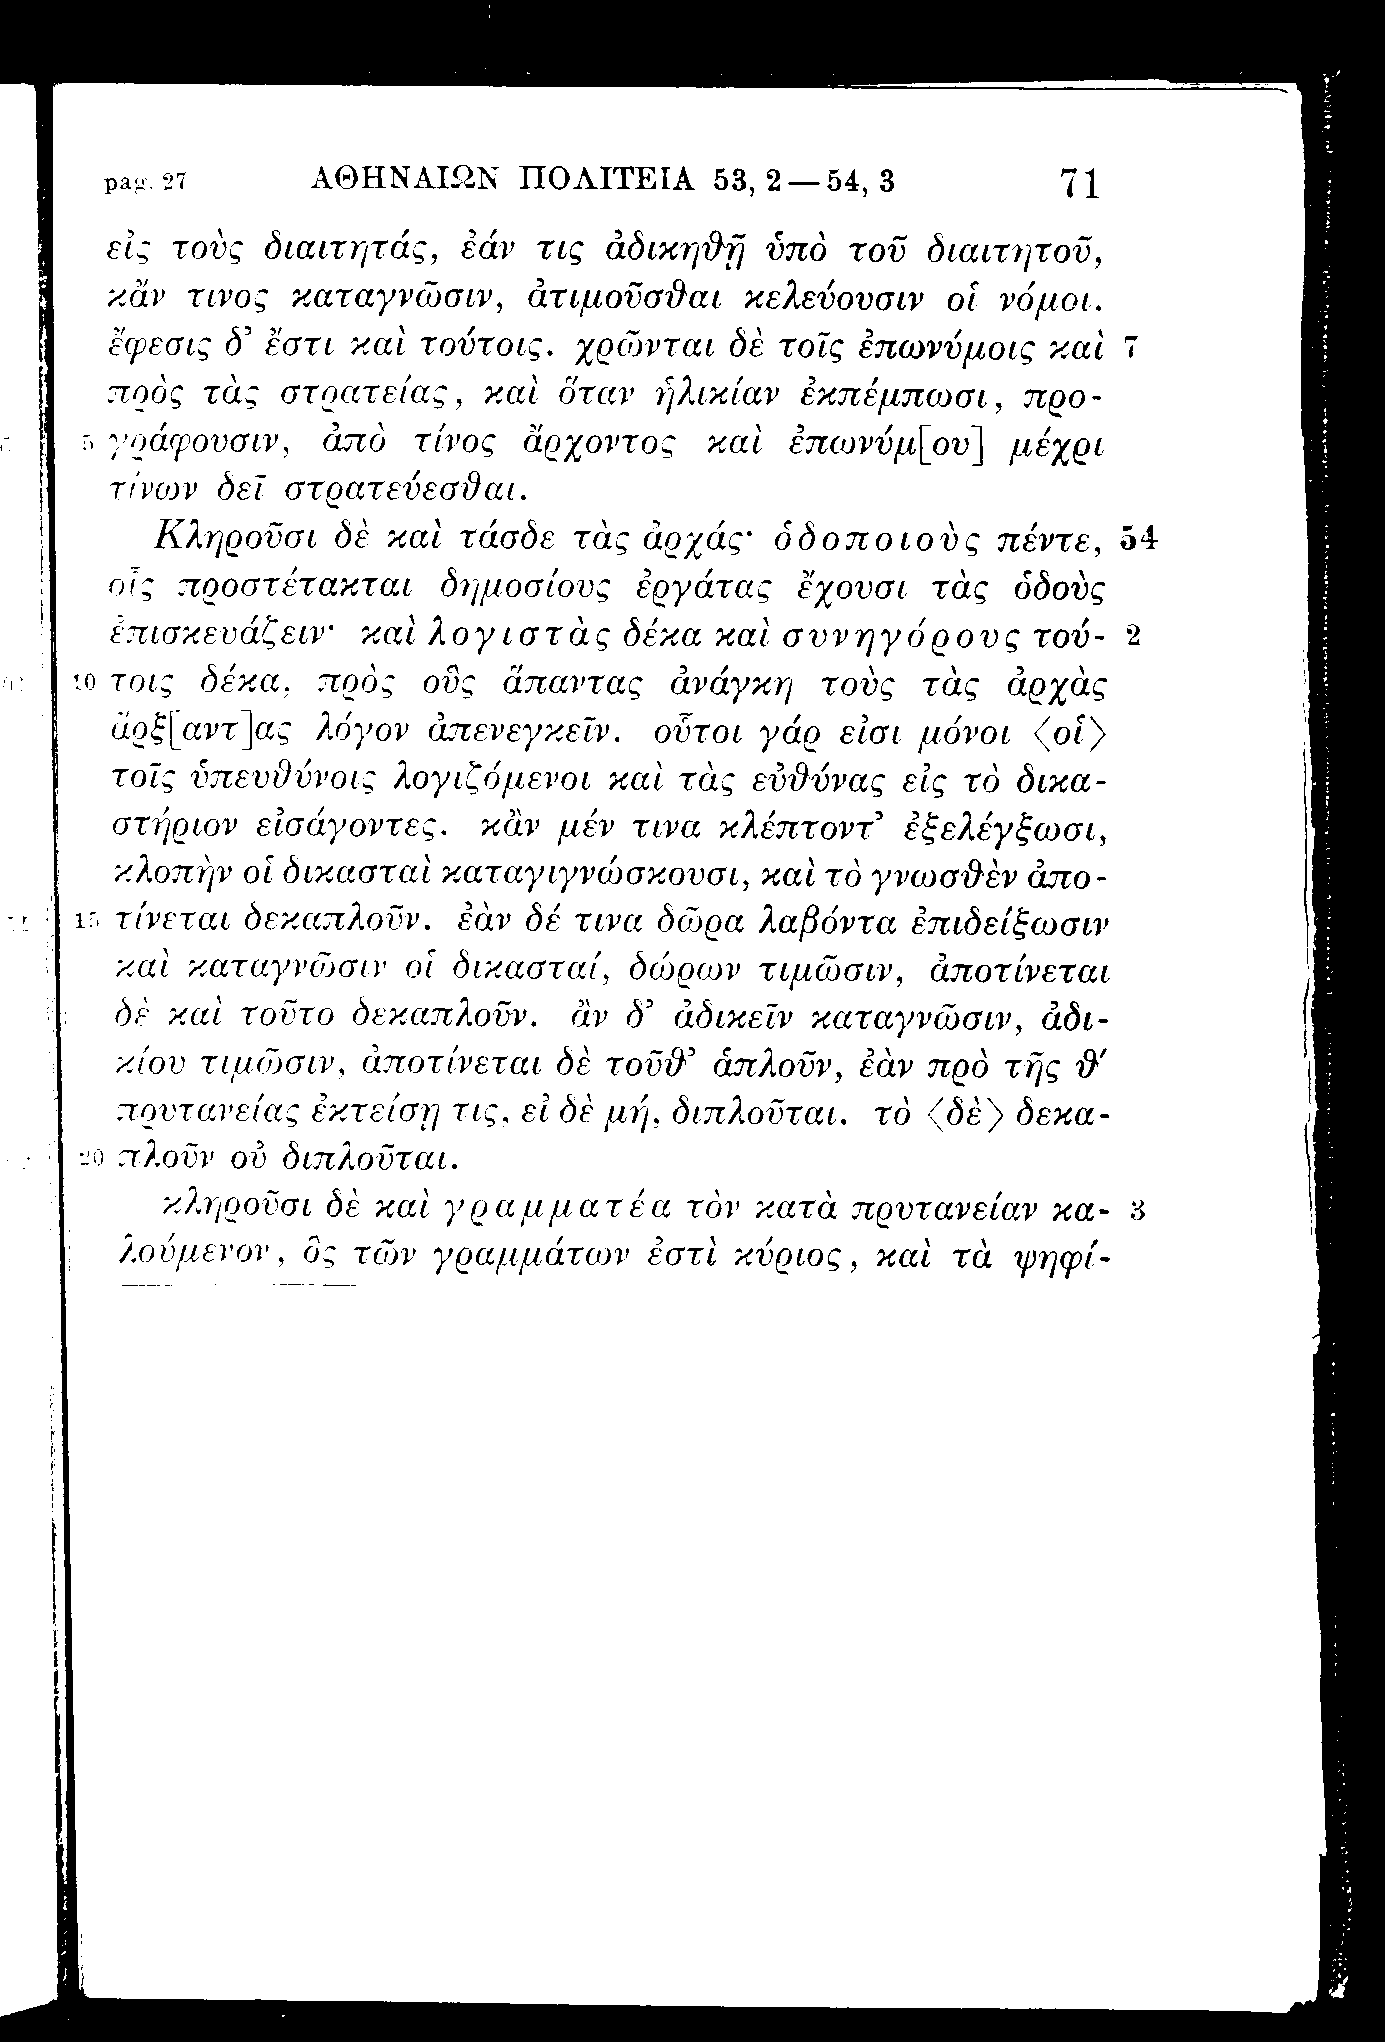 pag. 27 ΑΘΗΝΑΙΩΝ ΠΟΛΙΤΕΙΑ 53, 2 — 54, 3 71
εἰς τοὺς διαιτητάς, ἐάν τις ἀδικηθῇ ὑπὸ τοῦ διαιτητοῦ,
κἄν τινος καταγνῶσιν, ἀτιμοῦσθαι κελεύουσιν οἱ νόμοι.
ἔφεσις δ’ ἔστι καὶ τούτοις. χρῶνται δὲ τοῖς ἐπωνύμοις καὶ 7
πρὸς τὰς στρατείας, καὶ ὅταν ἡλικίαν ἐκπέμπωσι, προ-
5 γράφουσιν, ἀπὸ τίνος ἄρχοντος καὶ ἐπωνύμ[ου] μέχρι
τίνων δεῖ στρατεύεσθαι.
Κληροῦσι δὲ καὶ τάσδε τὰς ἀρχάς· ὁδοποιοὺς πέντε, 54
οἷς προστέτακται δημοσίους ἐργάτας ἔχουσι τὰς ὁδοὺς
ἐπισκευάζειν· καὶ λογιστὰς δέκα καὶ συνηγόρους τού- 2
10 τοις δέκα, πρὸς οὓς ἅπαντας ἀνάγκη τοὺς τὰς ἀρχὰς
ἄρξ[αντ]ας λόγον ἀπενεγκεῖν. οὗτοι γάρ εἰσι μόνοι ⟨οἱ⟩
τοῖς ὑπευθύνοις λογιζόμενοι καὶ τὰς εὐθύνας εἰς τὸ δικα-
στήριον εἰσάγοντες. κἂν μέν τινα κλέπτοντ’ ἐξελέγξωσι,
κλοπὴν οἱ δικασταὶ καταγιγνώσκουσι, καὶ τὸ γνωσθὲν ἀπο-
15 τίνεται δεκαπλοῦν. ἐὰν δέ τινα δῶρα λαβόντα ἐπιδείξωσιν
καὶ καταγνῶσιν οἱ δικασταί, δώρων τιμῶσιν, ἀποτίνεται
δὲ καὶ τοῦτο δεκαπλοῦν. ἂν δ’ ἀδικεῖν καταγνῶσιν, ἀδι-
κίου τιμῶσιν, ἀποτίνεται δὲ τοῦθ’ ἁπλοῦν, ἐὰν πρὸ τῆς θ′
πρυτανείας ἐκτείσῃ τις, εἰ δὲ μή, διπλοῦται. τὸ ⟨δὲ⟩ δεκα-
20 πλοῦν οὐ διπλοῦται.
κληροῦσι δὲ καὶ γραμματέα τὸν κατὰ πρυτανείαν κα- 3
λούμενον, ὃς τῶν γραμμάτων ἐστὶ κύριος, καὶ τὰ ψηφί-